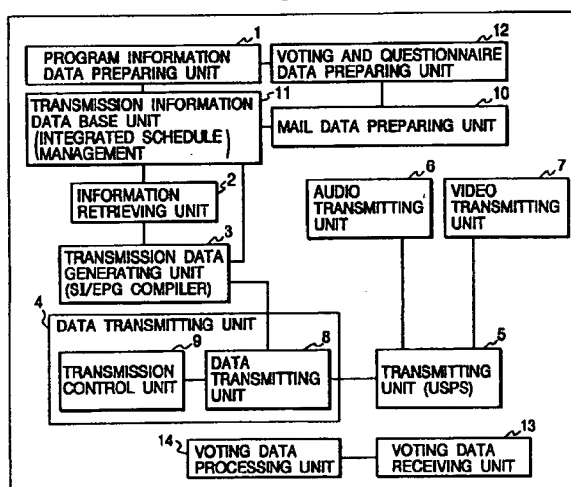 1
12
PROGRAM INFORMATION
DATA PREPARING UNIT
VOTING AND QUESTIONNAIRE
DATA PREPARING UNIT
11
TRANSMISSION INFORMATION
DATA BASE UNIT
(INTEGRATED SCHEDULE)
MANAGEMENT
10
MAIL DATA PREPARING UNIT
2
INFORMATION
RETRIEVING UNIT
6
AUDIO
TRANSMITTING
UNIT
7
VIDEO
TRANSMITTING
UNIT
3
TRANSMISSION DATA
GENERATING UNIT
(SI/EPG COMPILER)
4
DATA TRANSMITTING UNIT
9
TRANSMISSION
CONTROL UNIT
8
DATA
TRANSMITTING
UNIT
5
TRANSMITTING
UNIT (USPS)
14
VOTING DATA
PROCESSING UNIT
13
VOTING DATA
RECEIVING UNIT